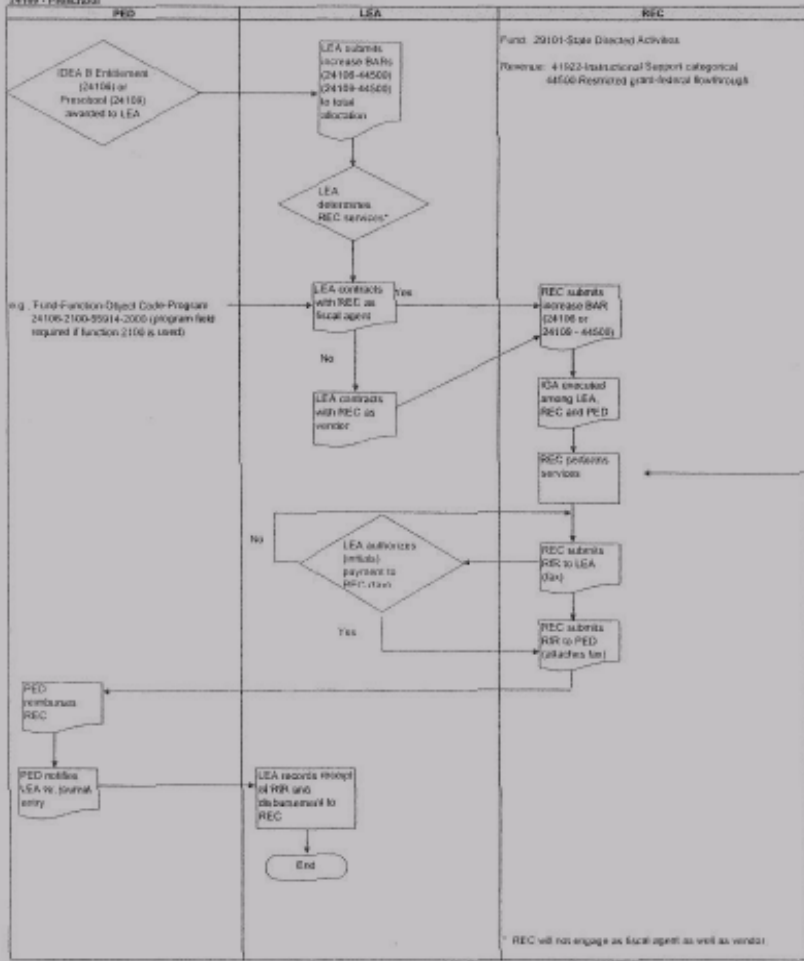 24109 - Preschool
PED
LEA
REC
IDEA B Entitlement
(24106) or
Preschool (24109)
awarded to LEA
LEA submits
increase BARs
(24106-44500)
(24109-44500)
to total
allocation
Fund: 29101-State Directed Activities
Revenue: 41922-Instructional Support categorical
44500-Restricted grant-federal flowthrough
LEA
determines
REC services*
e.g., Fund-Function-Object Code-Program
24106-2100-55914-2000 (program field
required if function 2100 is used)
LEA contracts
with REC as
fiscal agent
Yes
REC submits
increase BAR
(24106 or
24109 - 44500)
No
LEA contracts
with REC as
vendor
IGA executed
among LEA,
REC and PED
REC performs
services
No
LEA authorizes
(initials)
payment to
REC (fax)
REC submits
RfR to LEA
(fax)
Yes
REC submits
RfR to PED
(attaches fax)
PED
reimburses
REC
PED notifies
LEA re: journal
entry
LEA records receipt
of RfR and
disbursement to
REC
End
* REC will not engage as fiscal agent as well as vendor